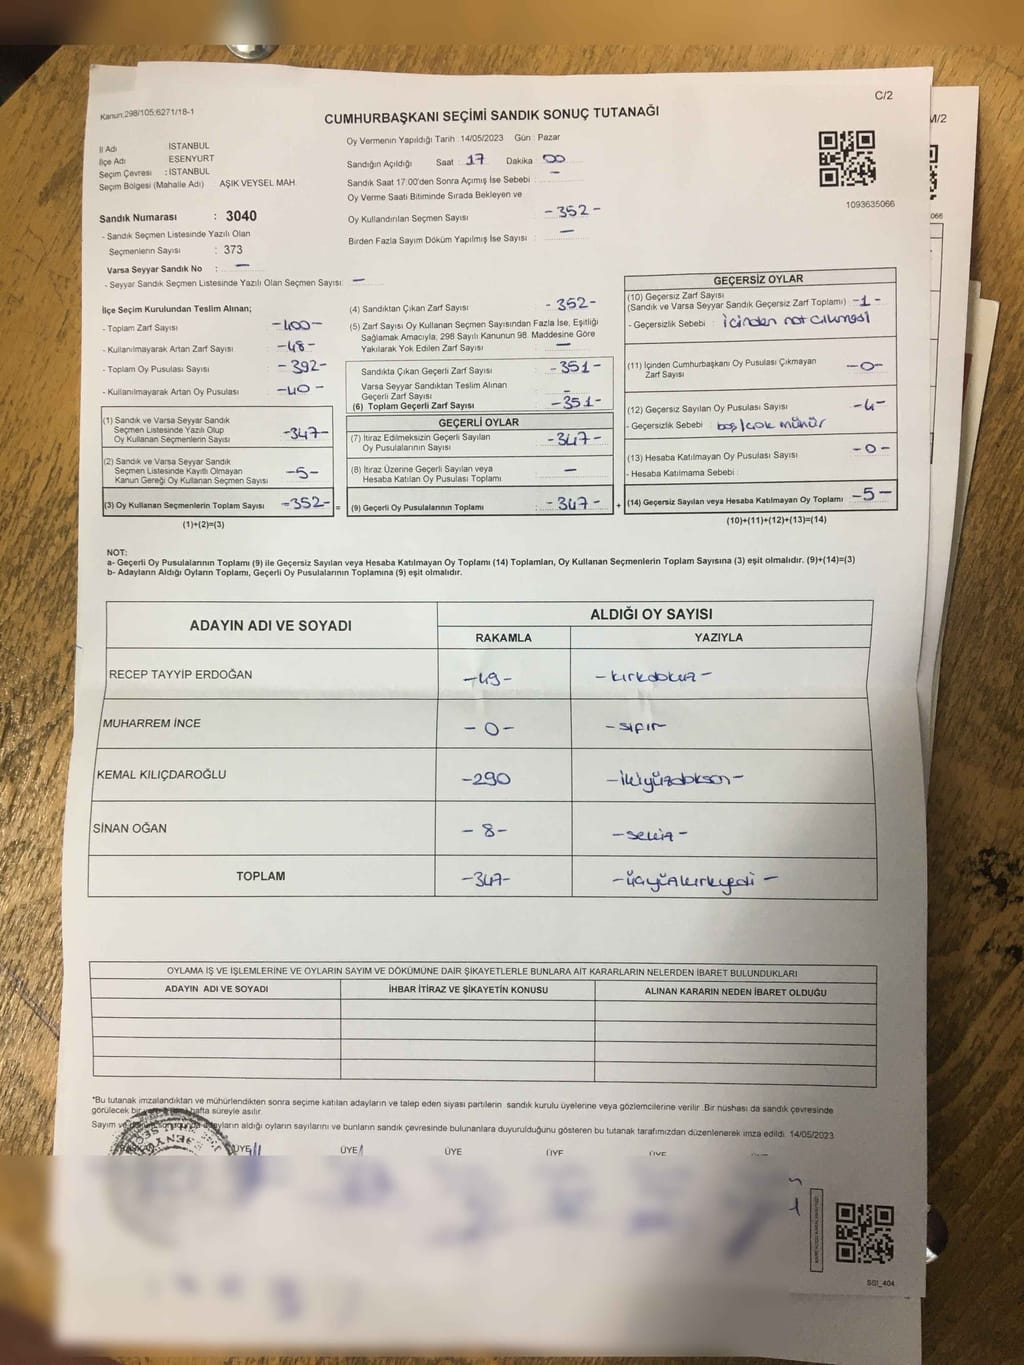 C/2
Kanun,298/105;6271/18-1
CUMHURBAŞKANI SEÇİMİ SANDIK SONUÇ TUTANAĞI
İl Adı İSTANBUL
İlçe Adı ESENYURT
Seçim Çevresi : İSTANBUL
Seçim Bölgesi (Mahalle Adı) AŞIK VEYSEL MAH.
Sandık Numarası : 3040
- Sandık Seçmen Listesinde Yazılı Olan
Seçmenlerin Sayısı : 373
Varsa Seyyar Sandık No : —
- Seyyar Sandık Seçmen Listesinde Yazılı Olan Seçmen Sayısı: —
Oy Vermenin Yapıldığı Tarih : 14/05/2023 Gün : Pazar
Sandığın Açıldığı Saat : 17 Dakika : 00
Sandık Saat 17:00'den Sonra Açımış İse Sebebi : —
Oy Verme Saati Bitiminde Sırada Bekleyen ve
Oy Kullandırılan Seçmen Sayısı -352-
Birden Fazla Sayım Döküm Yapılmış İse Sayısı : —
1093635066
M/2
066
İlçe Seçim Kurulundan Teslim Alınan;
- Toplam Zarf Sayısı -400-
- Kullanılmayarak Artan Zarf Sayısı -48-
- Toplam Oy Pusulası Sayısı -392-
- Kullanılmayarak Artan Oy Pusulası -40-
(1) Sandık ve Varsa Seyyar Sandık
Seçmen Listesinde Yazılı Olup
Oy Kullanan Seçmenlerin Sayısı -347-
(2) Sandık ve Varsa Seyyar Sandık
Seçmen Listesinde Kayıtlı Olmayan
Kanun Gereği Oy Kullanan Seçmen Sayısı -5-
(3) Oy Kullanan Seçmenlerin Toplam Sayısı -352- =
(1)+(2)=(3)
(4) Sandıktan Çıkan Zarf Sayısı -352-
(5) Zarf Sayısı Oy Kullanan Seçmen Sayısından Fazla İse, Eşitliği
Sağlamak Amacıyla, 298 Sayılı Kanunun 98. Maddesine Göre
Yakılarak Yok Edilen Zarf Sayısı —
Sandıkta Çıkan Geçerli Zarf Sayısı -351-
Varsa Seyyar Sandıktan Teslim Alınan
Geçerli Zarf Sayısı —
(6) Toplam Geçerli Zarf Sayısı -351-
GEÇERLİ OYLAR
(7) İtiraz Edilmeksizin Geçerli Sayılan
Oy Pusulalarının Sayısı -347-
(8) İtiraz Üzerine Geçerli Sayılan veya
Hesaba Katılan Oy Pusulası Toplamı —
(9) Geçerli Oy Pusulalarının Toplamı -347- +
GEÇERSİZ OYLAR
(10) Geçersiz Zarf Sayısı
(Sandık ve Varsa Seyyar Sandık Geçersiz Zarf Toplamı) -1-
- Geçersizlik Sebebi : içinden not çıkması
(11) İçinden Cumhurbaşkanı Oy Pusulası Çıkmayan
Zarf Sayısı -0-
(12) Geçersiz Sayılan Oy Pusulası Sayısı -4-
- Geçersizlik Sebebi : boş/çok mühür
(13) Hesaba Katılmayan Oy Pusulası Sayısı -0-
- Hesaba Katılmama Sebebi :
(14) Geçersiz Sayılan veya Hesaba Katılmayan Oy Toplamı -5-
(10)+(11)+(12)+(13)=(14)
NOT:
a- Geçerli Oy Pusulalarının Toplamı (9) ile Geçersiz Sayılan veya Hesaba Katılmayan Oy Toplamı (14) Toplamları, Oy Kullanan Seçmenlerin Toplam Sayısına (3) eşit olmalıdır. (9)+(14)=(3)
b- Adayların Aldığı Oyların Toplamı, Geçerli Oy Pusulalarının Toplamına (9) eşit olmalıdır.
ADAYIN ADI VE SOYADI ALDIĞI OY SAYISI
RAKAMLA YAZIYLA
RECEP TAYYİP ERDOĞAN -49- -kırkdokuz-
MUHARREM İNCE -0- -sıfır
KEMAL KILIÇDAROĞLU -290 -ikiyüzdoksan-
SİNAN OĞAN -8- -sekiz-
TOPLAM -347- -üçyüzkırkyedi-
OYLAMA İŞ VE İŞLEMLERİNE VE OYLARIN SAYIM VE DÖKÜMÜNE DAİR ŞİKAYETLERLE BUNLARA AİT KARARLARIN NELERDEN İBARET BULUNDUKLARI
ADAYIN ADI VE SOYADI İHBAR İTİRAZ VE ŞİKAYETİN KONUSU ALINAN KARARIN NEDEN İBARET OLDUĞU
*Bu tutanak imzalandıktan ve mühürlendikten sonra seçime katılan adayların ve talep eden siyasi partilerin sandık kurulu üyelerine veya gözlemcilerine verilir .Bir nüshası da sandık çevresinde
görülecek bir yere hafta süreyle asılır.
Sayım ve adayların aldığı oyların sayılarını ve bunların sandık çevresinde bulunanlara duyurulduğunu gösteren bu tutanak tarafımızdan düzenlenerek imza edildi. 14/05/2023
ÜYE ÜYE ÜYE ÜYE ÜYE
SGI_404